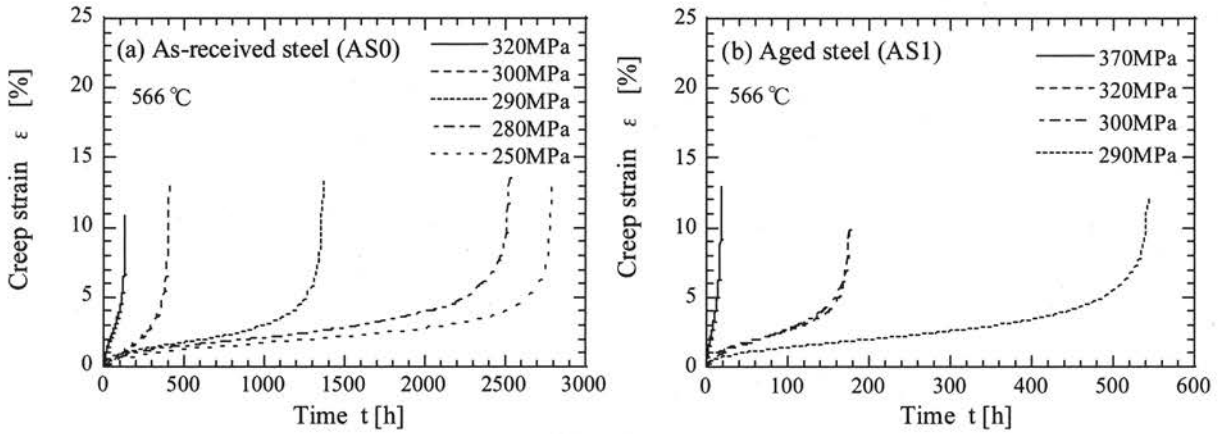 (a) As-received steel (AS0)
566 ℃
320MPa
300MPa
290MPa
280MPa
250MPa
Creep strain ε [%]
25
20
15
10
5
0
0 500 1000 1500 2000 2500 3000
Time t [h]
(b) Aged steel (AS1)
566 ℃
370MPa
320MPa
300MPa
290MPa
Creep strain ε [%]
25
20
15
10
5
0
0 100 200 300 400 500 600
Time t [h]